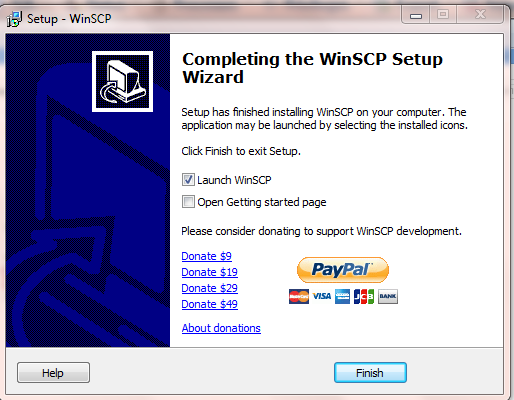 Setup - WinSCP
Completing the WinSCP Setup
Wizard
Setup has finished installing WinSCP on your computer. The
application may be launched by selecting the installed icons.
Click Finish to exit Setup.
Launch WinSCP
Open Getting started page
Please consider donating to support WinSCP development.
Donate $9
Donate $19
Donate $29
Donate $49
PayPal
MasterCard VISA JCB BANK
About donations
Help
Finish